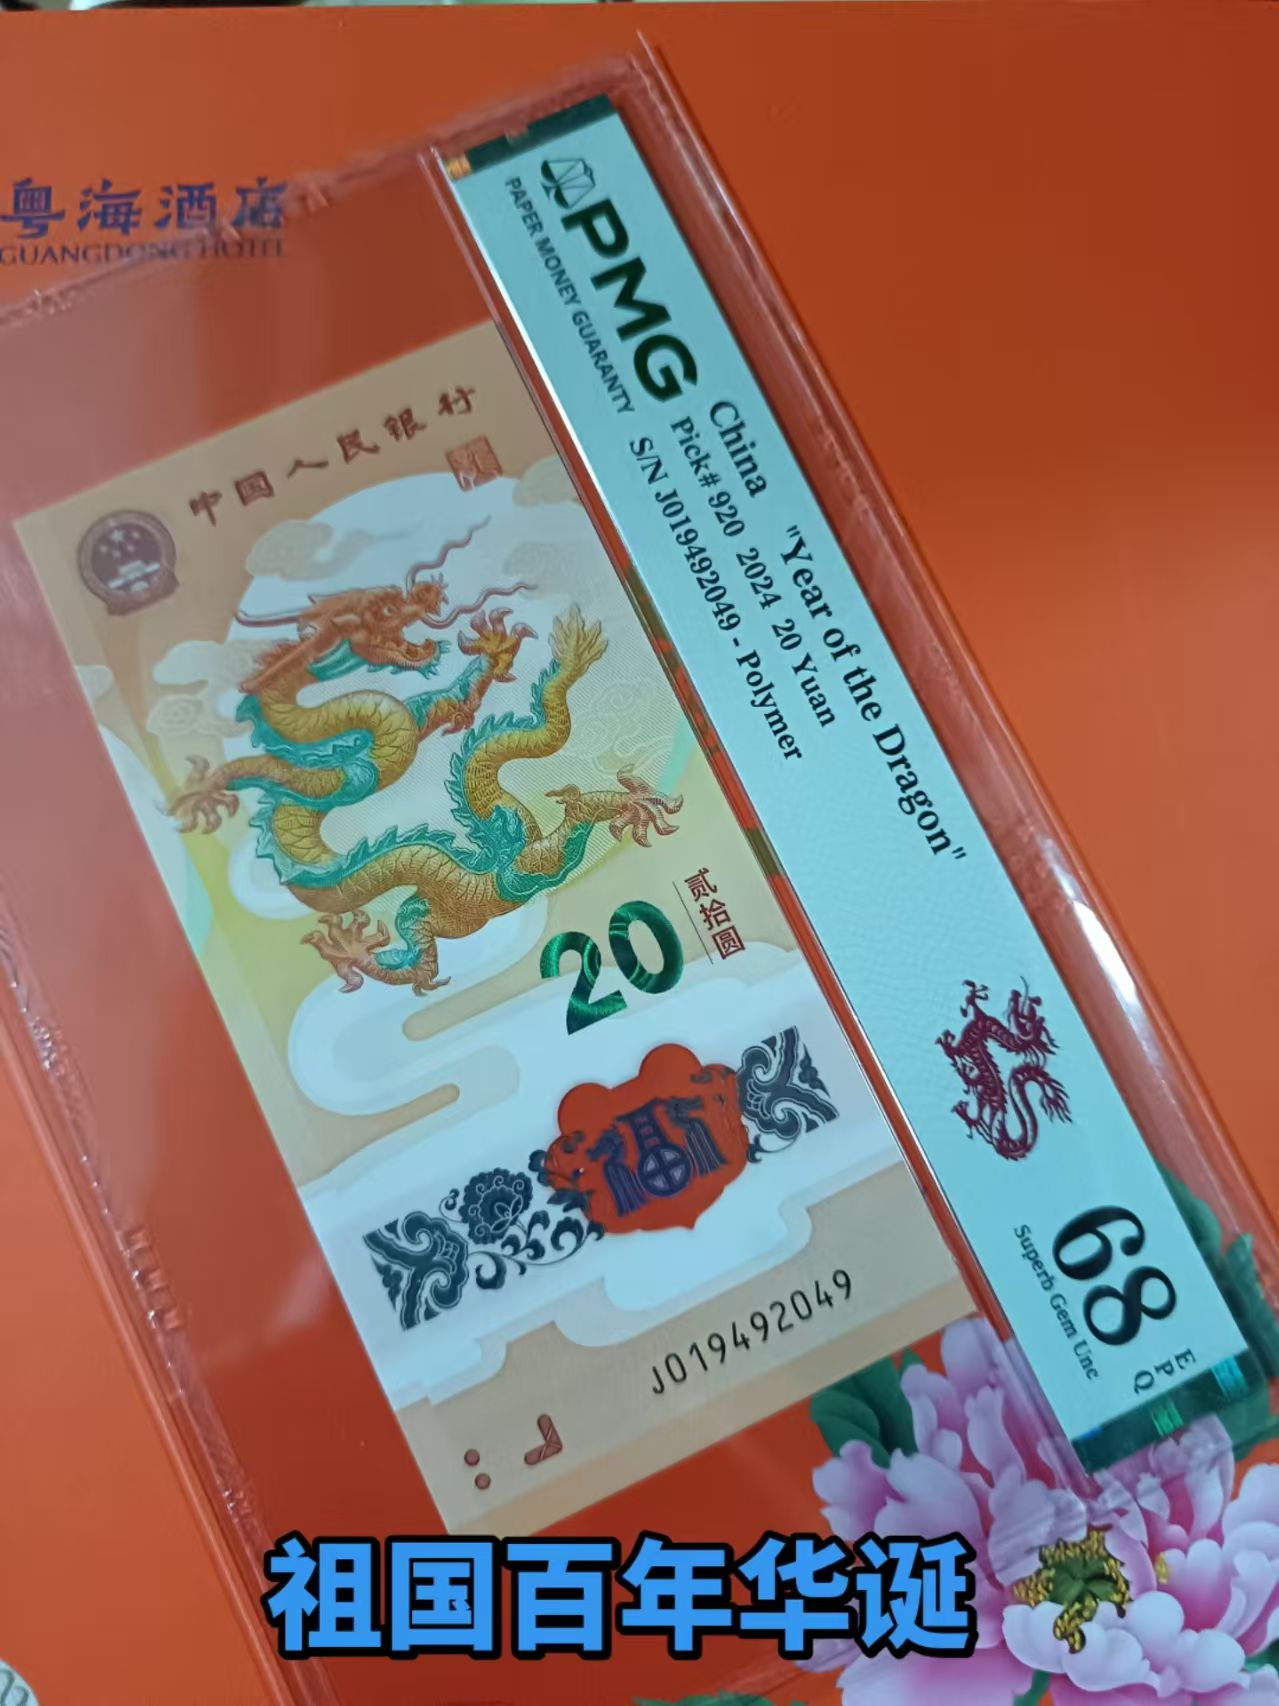 粤海酒店
GUANGDONG HOTEL
PMG
PAPER MONEY GUARANTY
China "Year of the Dragon"
Pick# 920 2024 20 Yuan
S/N J019492049 - Polymer
68 EPQ
Superb Gem Unc
中国人民银行
20
贰拾圆
福
J019492049
祖国百年华诞